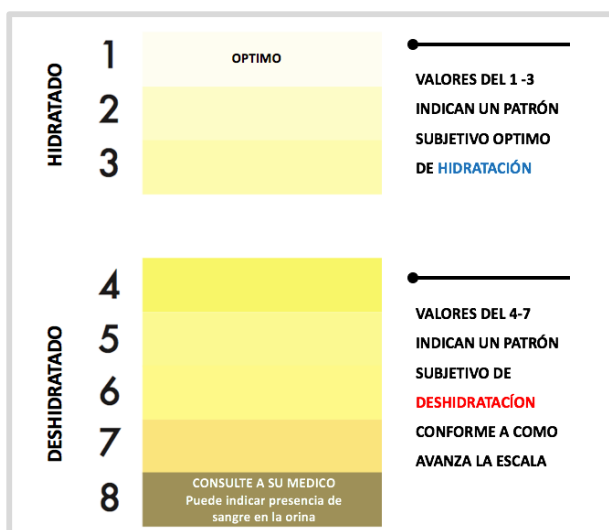 HIDRATADO
1
OPTIMO
2
3
VALORES DEL 1 -3
INDICAN UN PATRÓN
SUBJETIVO OPTIMO
DE HIDRATACIÓN
DESHIDRATADO
4
5
6
7
8
CONSULTE A SU MEDICO
Puede indicar presencia de
sangre en la orina
VALORES DEL 4-7
INDICAN UN PATRÓN
SUBJETIVO DE
DESHIDRATACÍON
CONFORME A COMO
AVANZA LA ESCALA